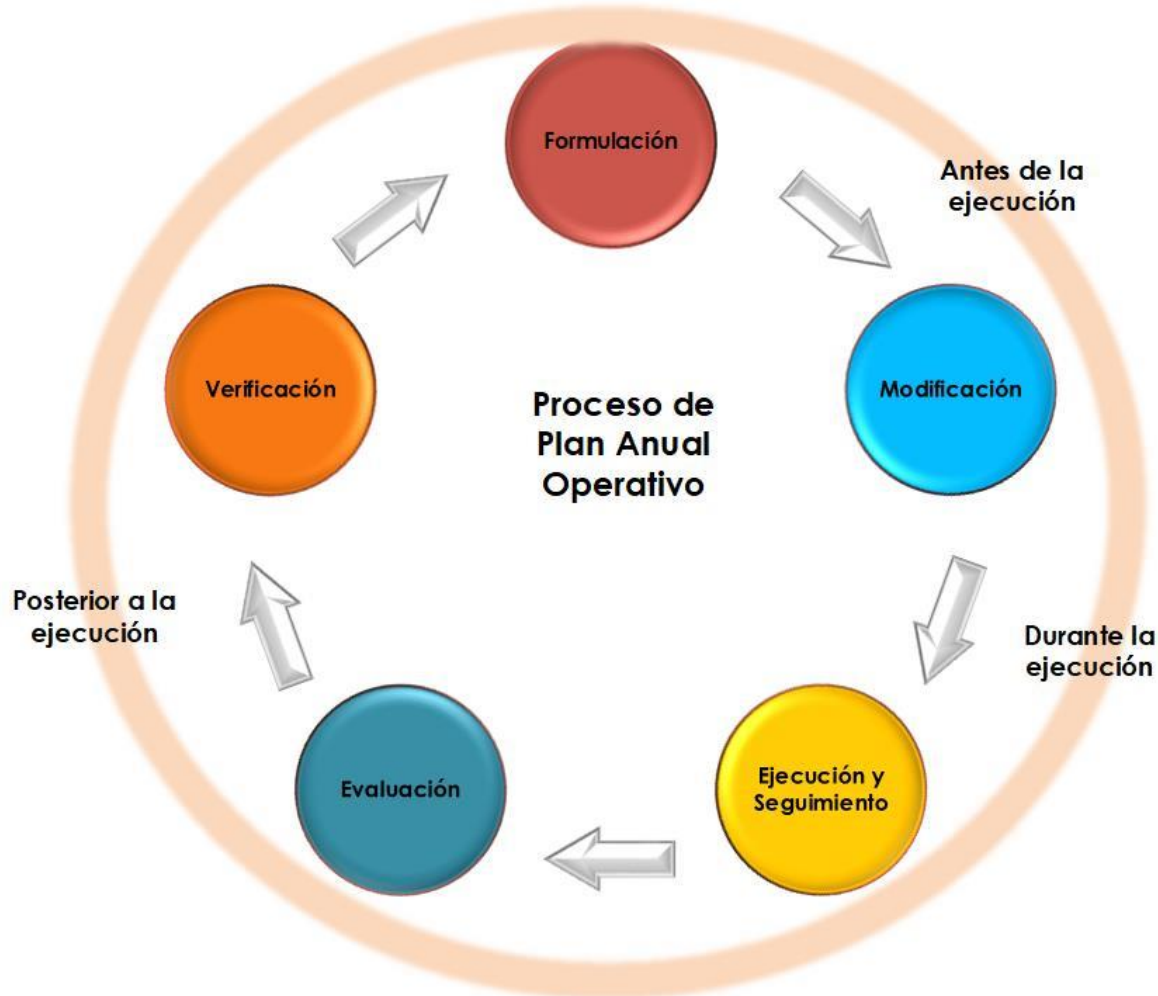 Formulación
Antes de la
ejecución
Modificación
Durante la
ejecución
Ejecución y
Seguimiento
Evaluación
Posterior a la
ejecución
Verificación
Proceso de
Plan Anual
Operativo